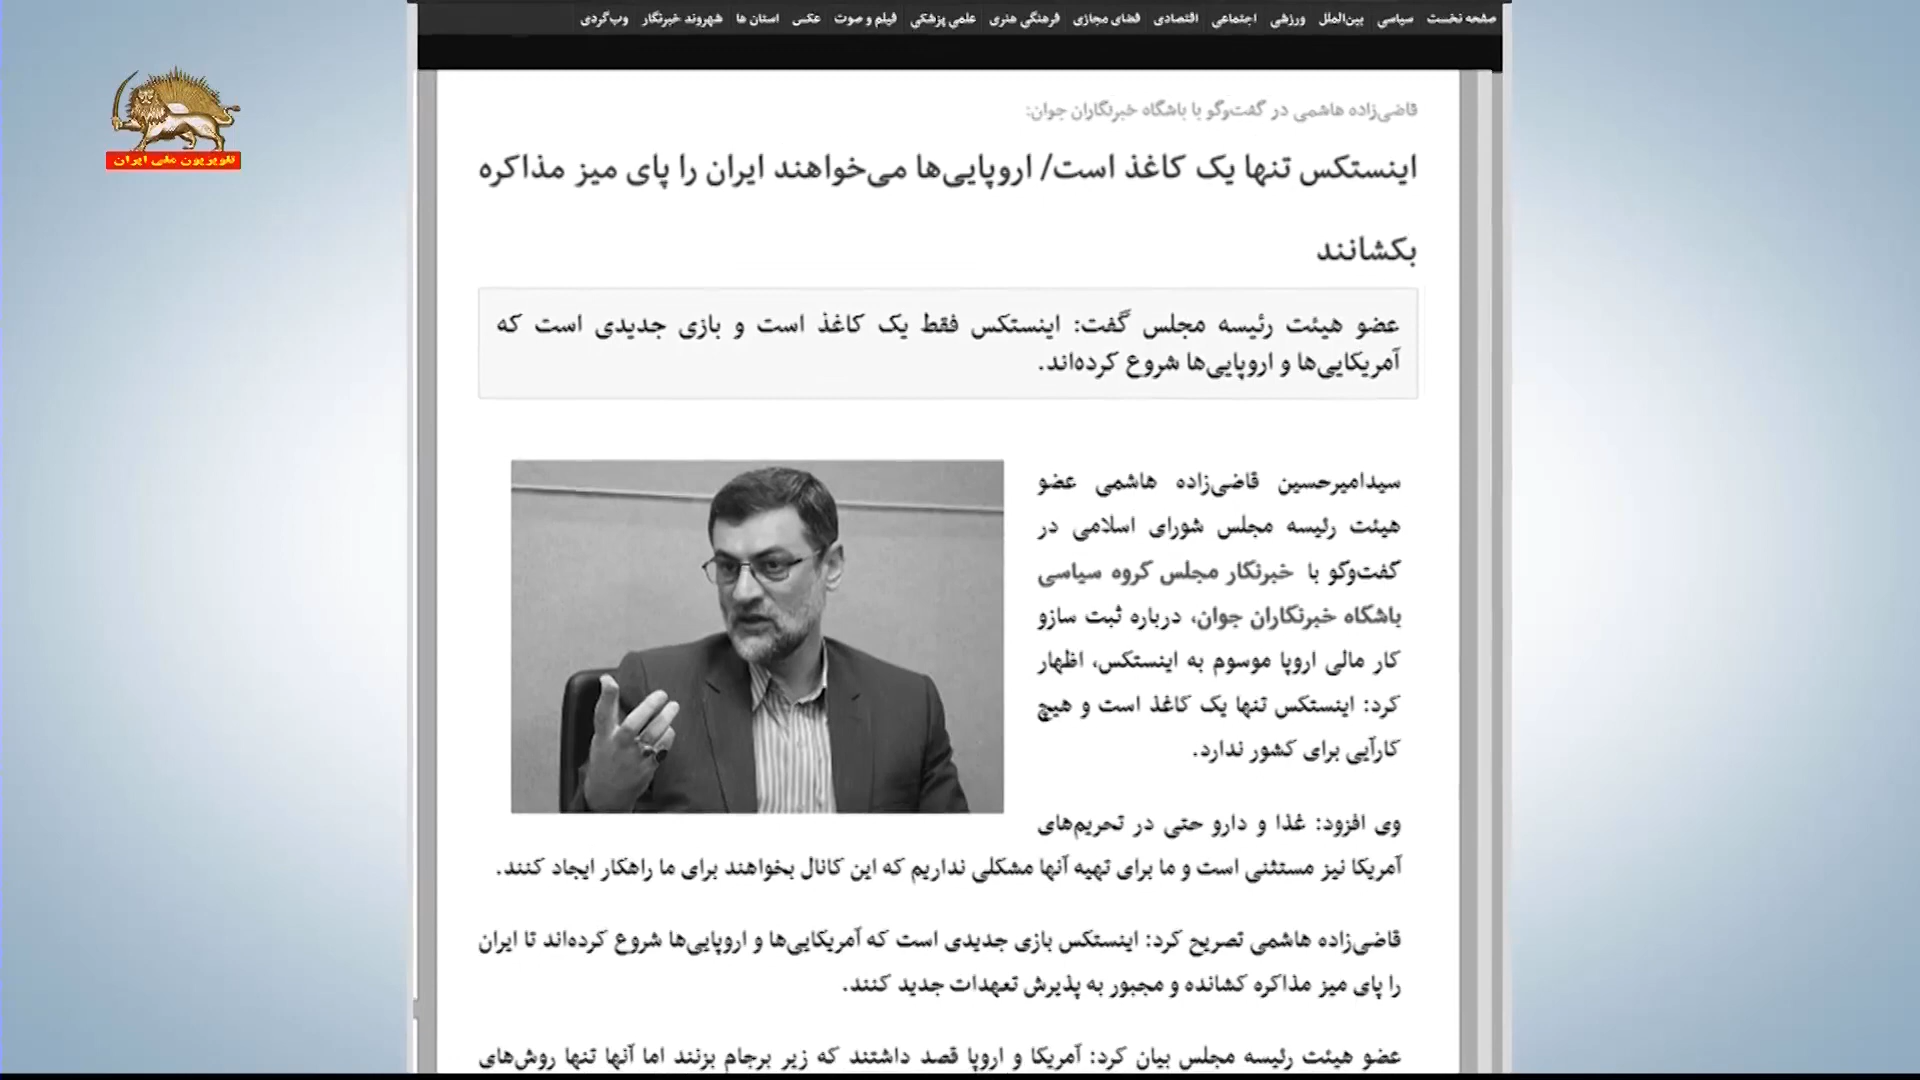 صفحه نخست سیاسی بین‌الملل ورزشی اجتماعی اقتصادی فضای مجازی فرهنگی هنری علمی پزشکی فیلم و صوت عکس استان ها شهروند خبرنگار وب‌گردی
تلویزیون ملی ایران
قاضی‌زاده هاشمی در گفت‌وگو با باشگاه خبرنگاران جوان:
اینستکس تنها یک کاغذ است/ اروپایی‌ها می‌خواهند ایران را پای میز مذاکره
بکشانند
عضو هیئت رئیسه مجلس گفت: اینستکس فقط یک کاغذ است و بازی جدیدی است که
آمریکایی‌ها و اروپایی‌ها شروع کرده‌اند.
سیدامیرحسین قاضی‌زاده هاشمی عضو
هیئت رئیسه مجلس شورای اسلامی در
گفت‌وگو با خبرنگار مجلس گروه سیاسی
باشگاه خبرنگاران جوان، درباره ثبت سازو
کار مالی اروپا موسوم به اینستکس، اظهار
کرد: اینستکس تنها یک کاغذ است و هیچ
کارآیی برای کشور ندارد.
وی افزود: غذا و دارو حتی در تحریم‌های
آمریکا نیز مستثنی است و ما برای تهیه آنها مشکلی نداریم که این کانال بخواهند برای ما راهکار ایجاد کنند.
قاضی‌زاده هاشمی تصریح کرد: اینستکس بازی جدیدی است که آمریکایی‌ها و اروپایی‌ها شروع کرده‌اند تا ایران
را پای میز مذاکره کشانده و مجبور به پذیرش تعهدات جدید کنند.
عضو هیئت رئیسه مجلس بیان کرد: آمریکا و اروپا قصد داشتند که زیر برجام بزنند اما آنها تنها روش‌های